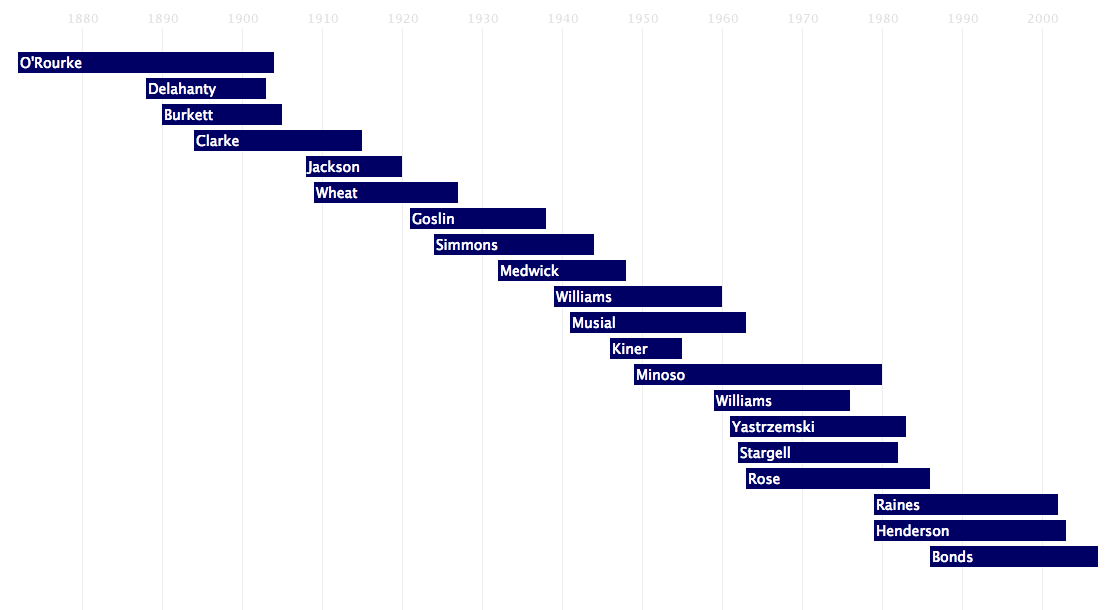 1880 1890 1900 1910 1920 1930 1940 1950 1960 1970 1980 1990 2000
O'Rourke
Delahanty
Burkett
Clarke
Jackson
Wheat
Goslin
Simmons
Medwick
Williams
Musial
Kiner
Minoso
Williams
Yastrzemski
Stargell
Rose
Raines
Henderson
Bonds